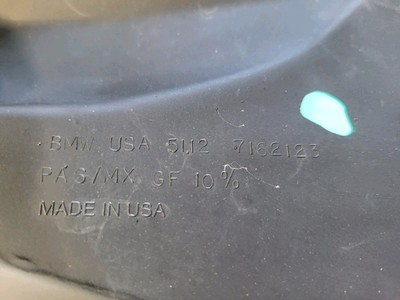 BMW USA 5112 7162123
PA6/MX GF 10%
MADE IN USA